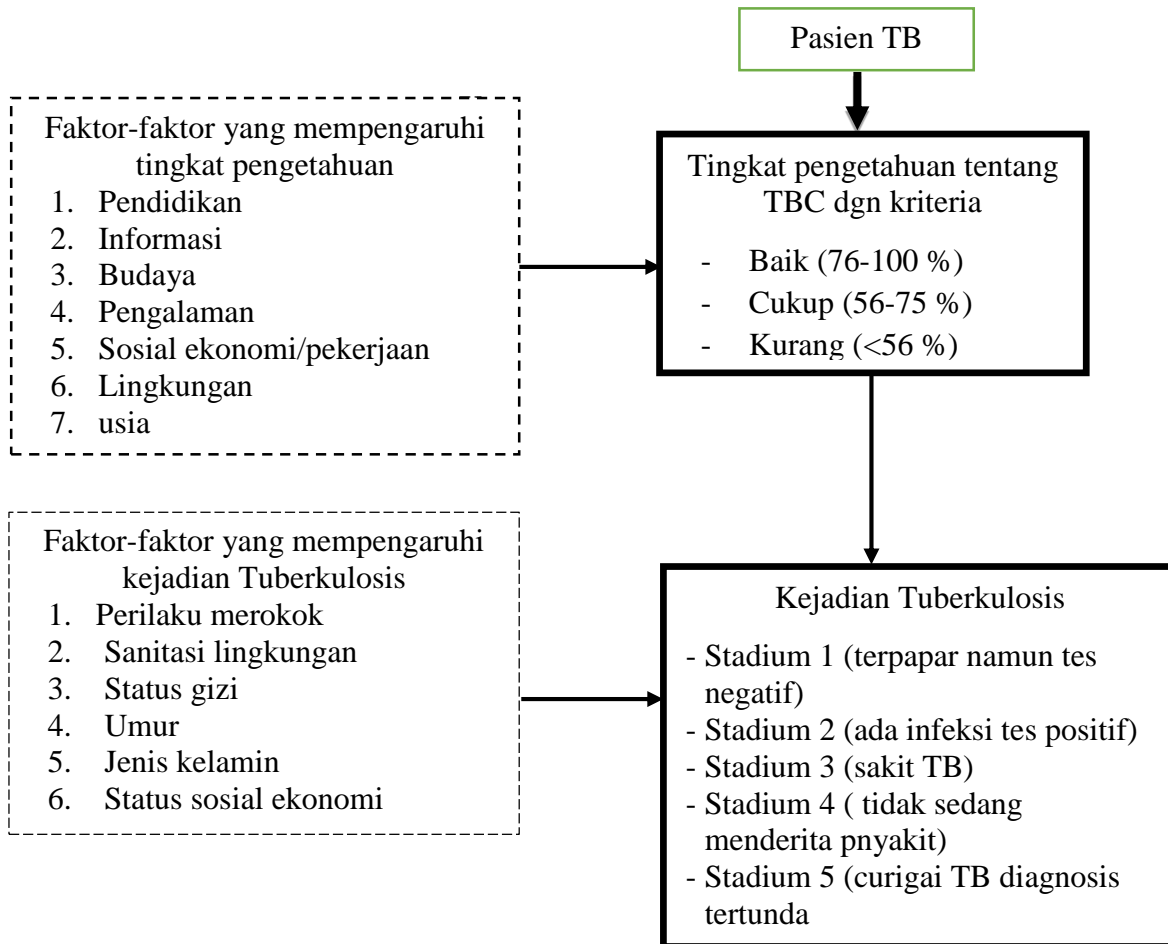 Pasien TB
Faktor-faktor yang mempengaruhi
tingkat pengetahuan
1. Pendidikan
2. Informasi
3. Budaya
4. Pengalaman
5. Sosial ekonomi/pekerjaan
6. Lingkungan
7. usia
Tingkat pengetahuan tentang
TBC dgn kriteria
- Baik (76-100 %)
- Cukup (56-75 %)
- Kurang (<56 %)
Faktor-faktor yang mempengaruhi
kejadian Tuberkulosis
1. Perilaku merokok
2. Sanitasi lingkungan
3. Status gizi
4. Umur
5. Jenis kelamin
6. Status sosial ekonomi
Kejadian Tuberkulosis
- Stadium 1 (terpapar namun tes
negatif)
- Stadium 2 (ada infeksi tes positif)
- Stadium 3 (sakit TB)
- Stadium 4 ( tidak sedang
menderita pnyakit)
- Stadium 5 (curigai TB diagnosis
tertunda